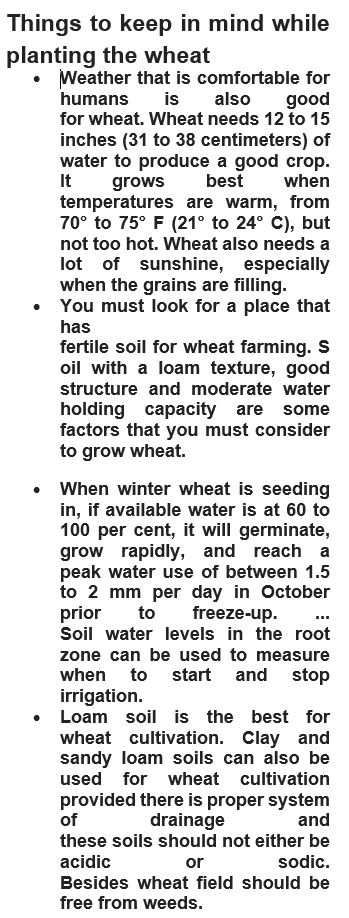 Things to keep in mind while
planting the wheat
• Weather that is comfortable for
humans is also good
for wheat. Wheat needs 12 to 15
inches (31 to 38 centimeters) of
water to produce a good crop.
It grows best when
temperatures are warm, from
70° to 75° F (21° to 24° C), but
not too hot. Wheat also needs a
lot of sunshine, especially
when the grains are filling.
• You must look for a place that
has
fertile soil for wheat farming. S
oil with a loam texture, good
structure and moderate water
holding capacity are some
factors that you must consider
to grow wheat.
• When winter wheat is seeding
in, if available water is at 60 to
100 per cent, it will germinate,
grow rapidly, and reach a
peak water use of between 1.5
to 2 mm per day in October
prior to freeze-up. ...
Soil water levels in the root
zone can be used to measure
when to start and stop
irrigation.
• Loam soil is the best for
wheat cultivation. Clay and
sandy loam soils can also be
used for wheat cultivation
provided there is proper system
of drainage and
these soils should not either be
acidic or sodic.
Besides wheat field should be
free from weeds.